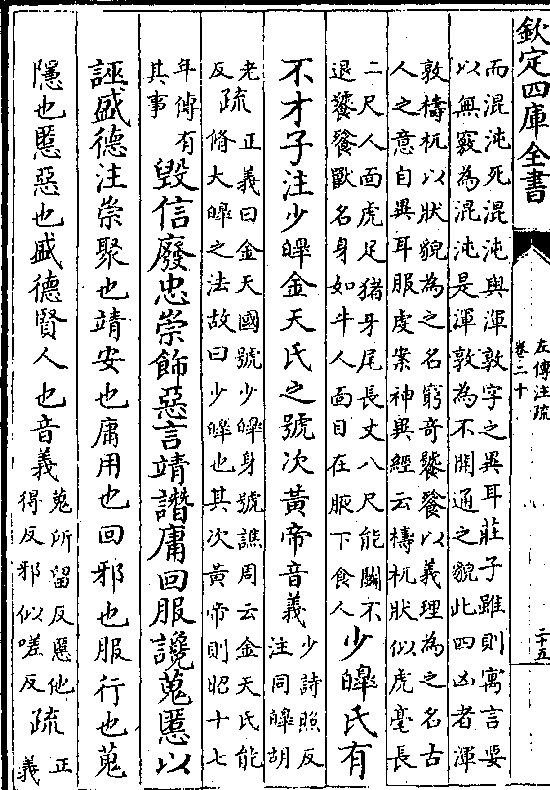 欽定四庫全書
左傳注疏
卷二十
二十五
而混沌死混沌與渾敦字之異耳莊子雖則寓言要
以無竅為混沌是渾敦為不開通之貌此四凶者渾
敦檮杌以狀貌為之名窮奇饕餮以義理為之名古
人之意自異耳服䖍案神異經云檮杌狀似虎毫長
二尺人面虎足猪牙尾長丈八尺能鬬不
退饕餮獸名身如牛人面目在腋下食人
少皥氏有
不才子注少皥金天氏之號次黃帝音義
少詩照反
注同皥胡
老
反
疏
正義曰金天國號少皥身號譙周云金天氏能
脩大皥之法故曰少皥也其次黃帝則昭十七
年傳有
其事
毀信廢忠崇飾惡言靖譖庸回服讒蒐慝以
誣盛德注崇聚也靖安也庸用也回邪也服行也蒐
隱也慝惡也盛德賢人也音義
蒐所留反慝他
得反邪似嗟反
疏
正
義